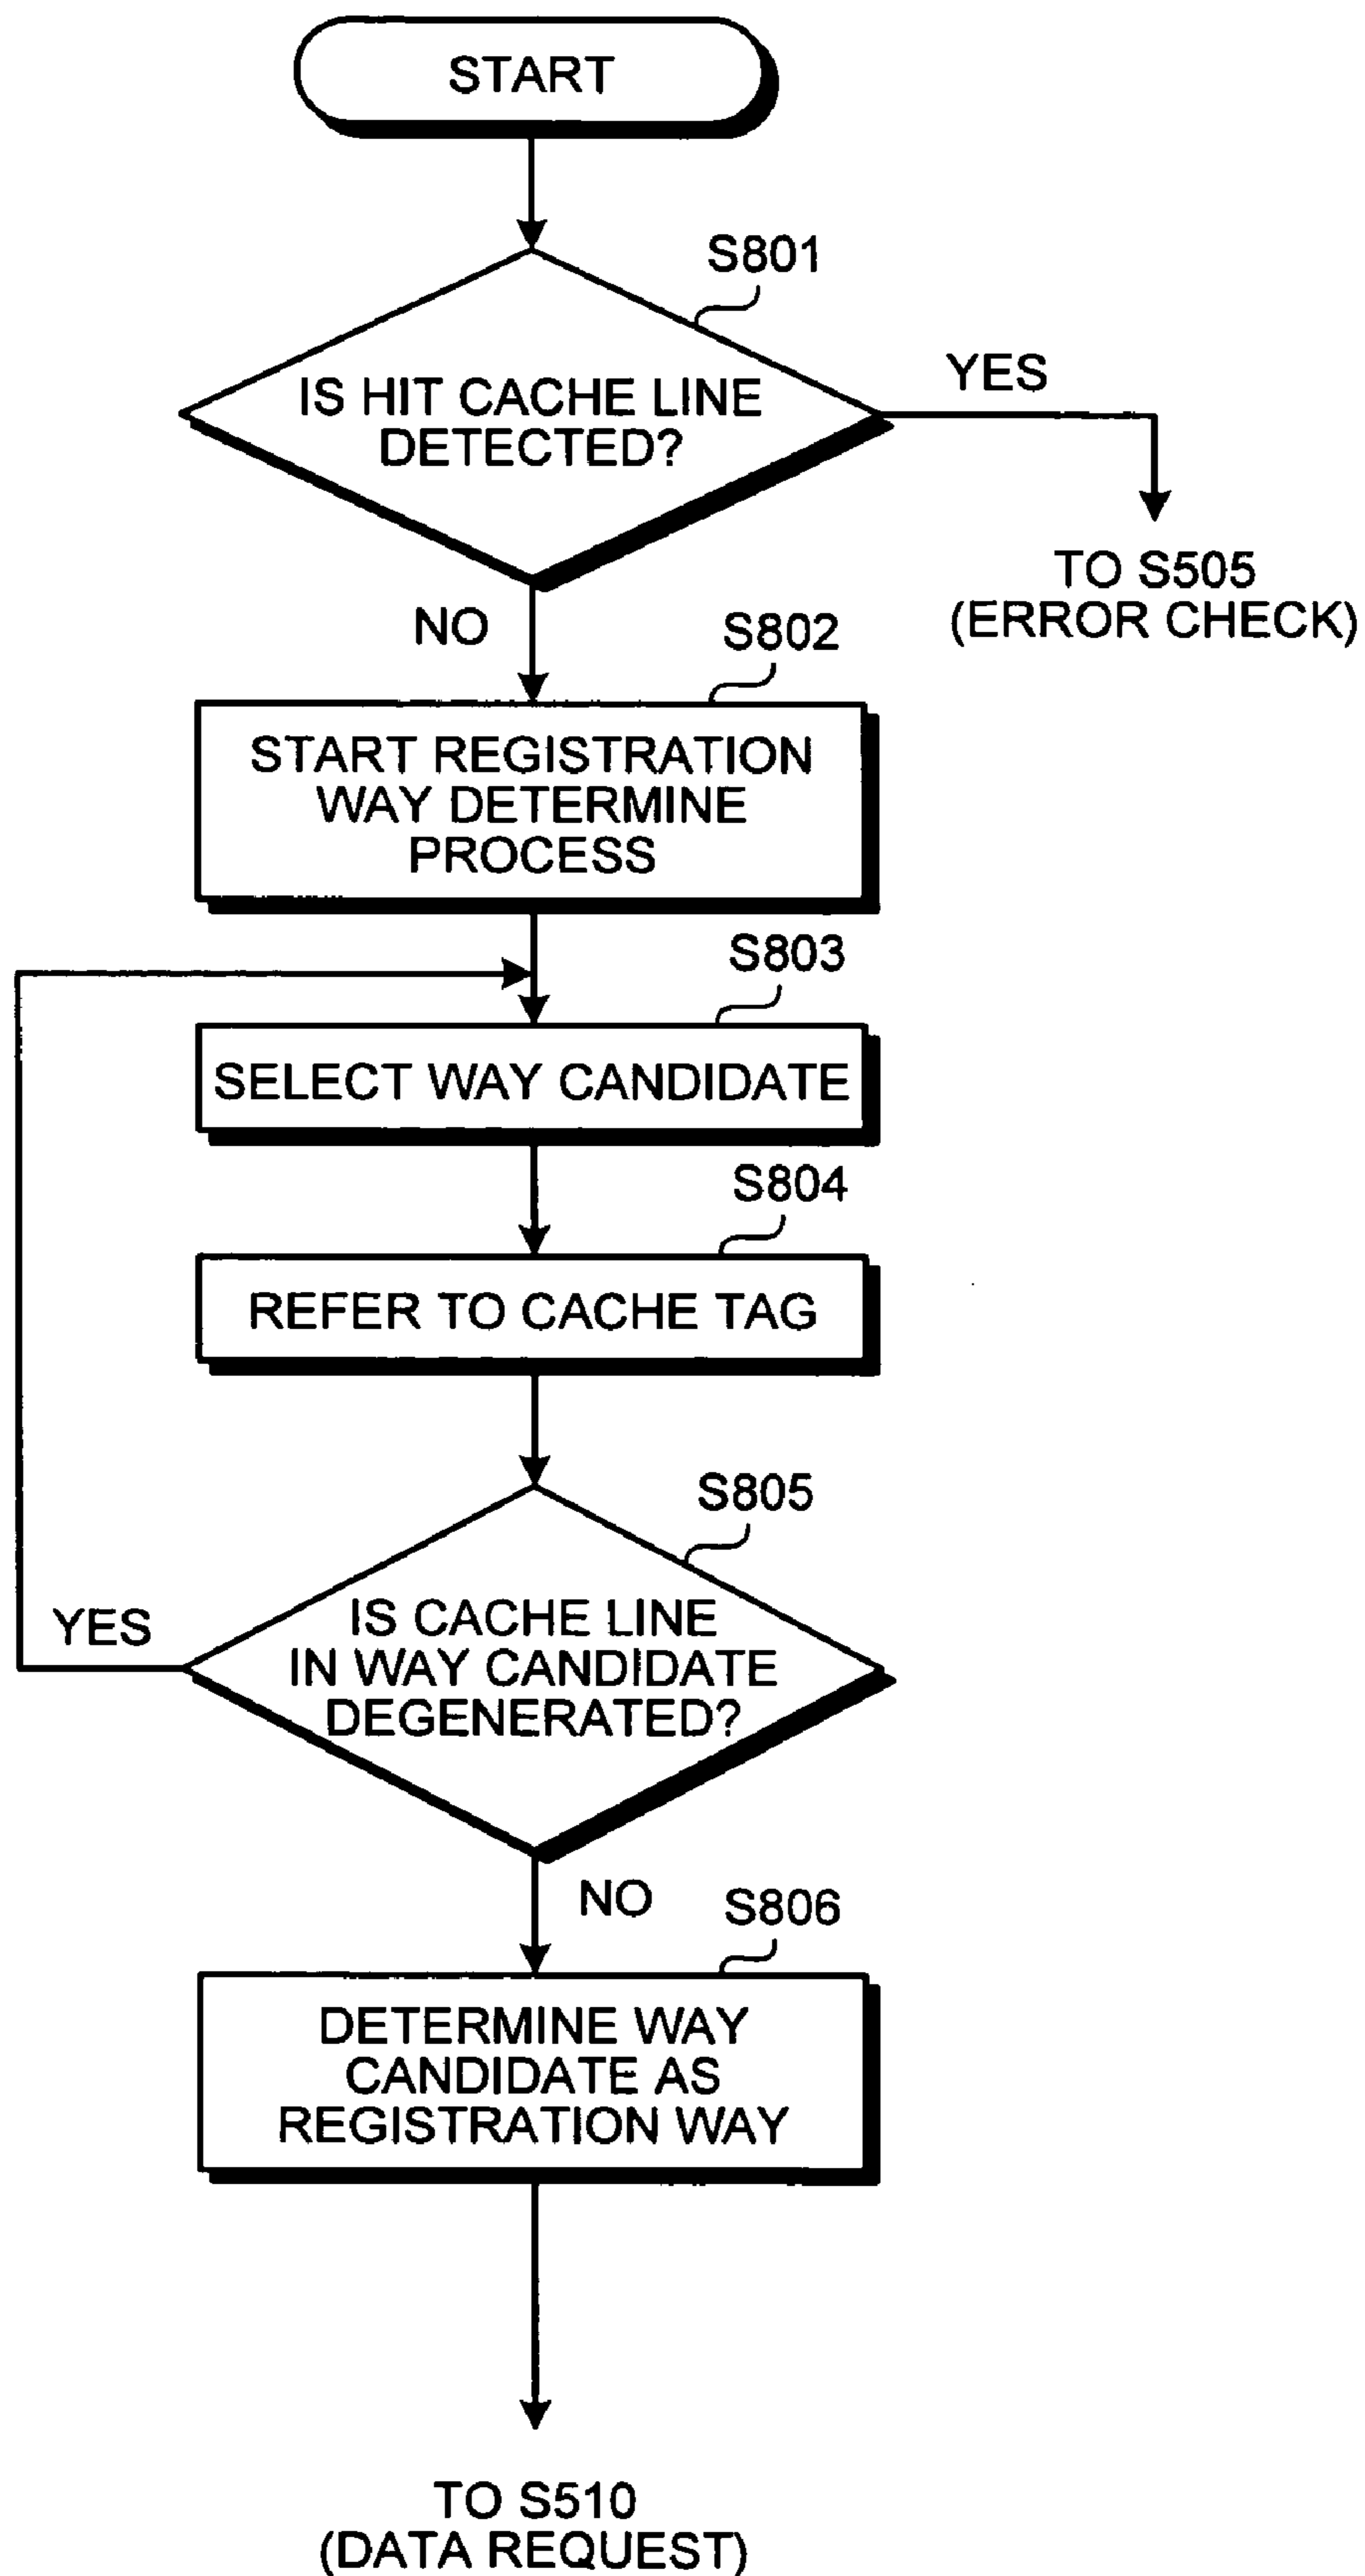 START
S801
IS HIT CACHE LINE
DETECTED?
YES
TO S505
(ERROR CHECK)
NO
S802
START REGISTRATION
WAY DETERMINE
PROCESS
S803
SELECT WAY CANDIDATE
S804
REFER TO CACHE TAG
S805
IS CACHE LINE
IN WAY CANDIDATE
DEGENERATED?
YES
NO
S806
DETERMINE WAY
CANDIDATE AS
REGISTRATION WAY
TO S510
(DATA REQUEST)